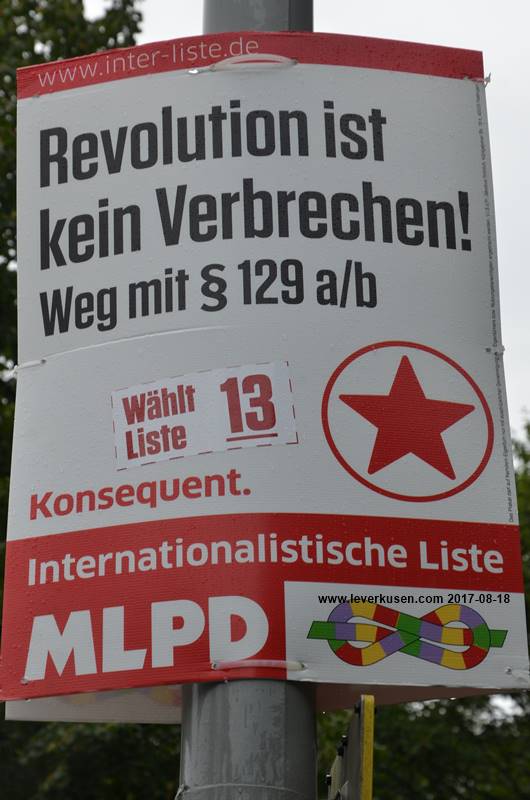 www.inter-liste.de
Revolution ist
kein Verbrechen!
Weg mit § 129 a/b
Wählt
Liste
13
Konsequent.
Internationalistische Liste
MLPD
www.leverkusen.com 2017-08-18